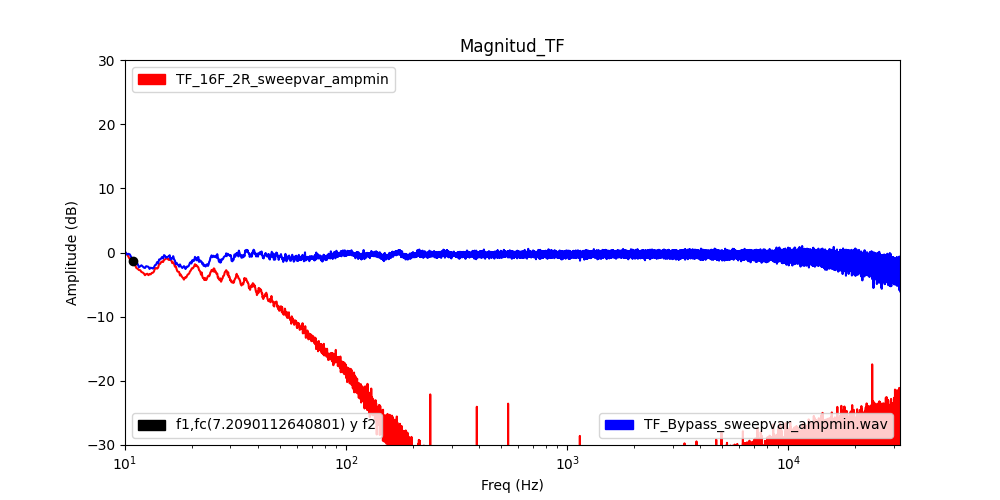 Magnitud_TF
TF_16F_2R_sweepvar_ampmin
30
20
10
0
−10
−20
−30
Amplitude (dB)
f1,fc(7.2090112640801) y f2
TF_Bypass_sweepvar_ampmin.wav
10¹
10²
10³
10⁴
Freq (Hz)